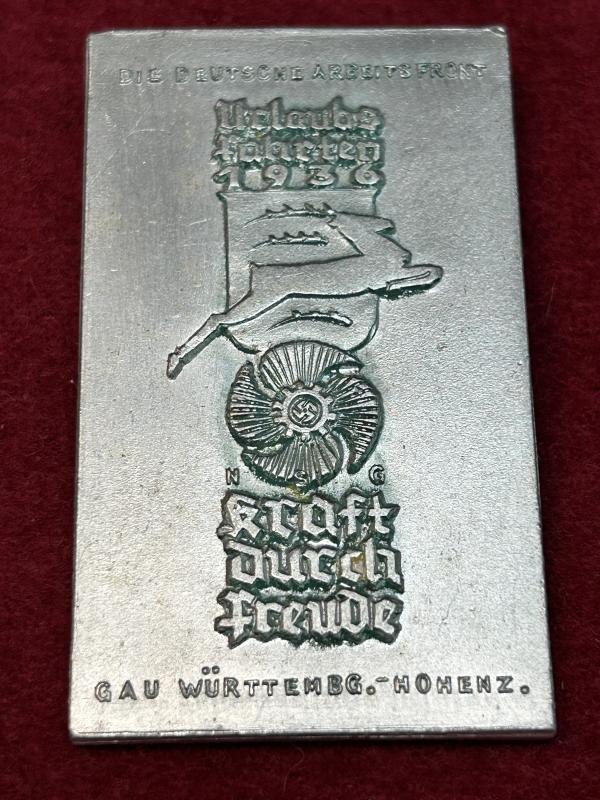 DIE DEUTSCHE ARBEITSFRONT
Urlaubs
fahrten
1936
N S G
Kraft
durch
freude
GAU WÜRTTEMBG.-HOHENZ.